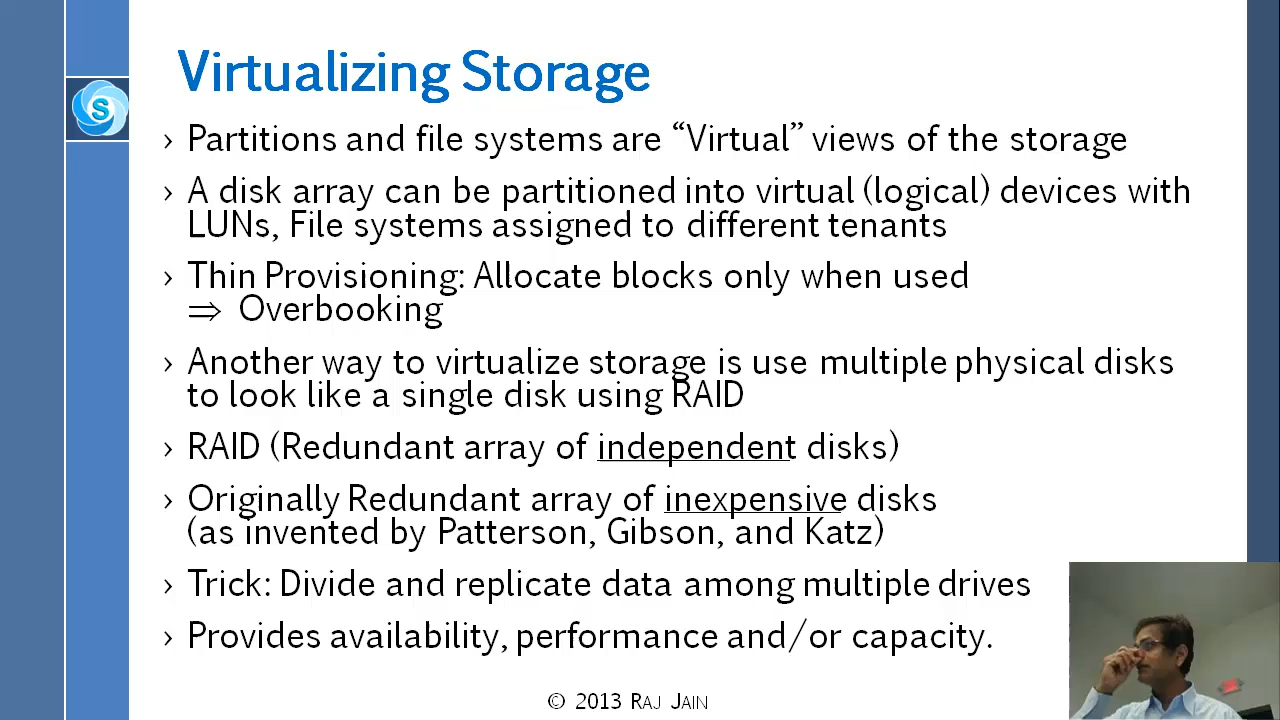 Virtualizing Storage
S
› Partitions and file systems are “Virtual” views of the storage
› A disk array can be partitioned into virtual (logical) devices with
LUNs, File systems assigned to different tenants
› Thin Provisioning: Allocate blocks only when used
⇒ Overbooking
› Another way to virtualize storage is use multiple physical disks
to look like a single disk using RAID
› RAID (Redundant array of independent disks)
› Originally Redundant array of inexpensive disks
(as invented by Patterson, Gibson, and Katz)
› Trick: Divide and replicate data among multiple drives
› Provides availability, performance and/or capacity.
© 2013 RAJ JAIN